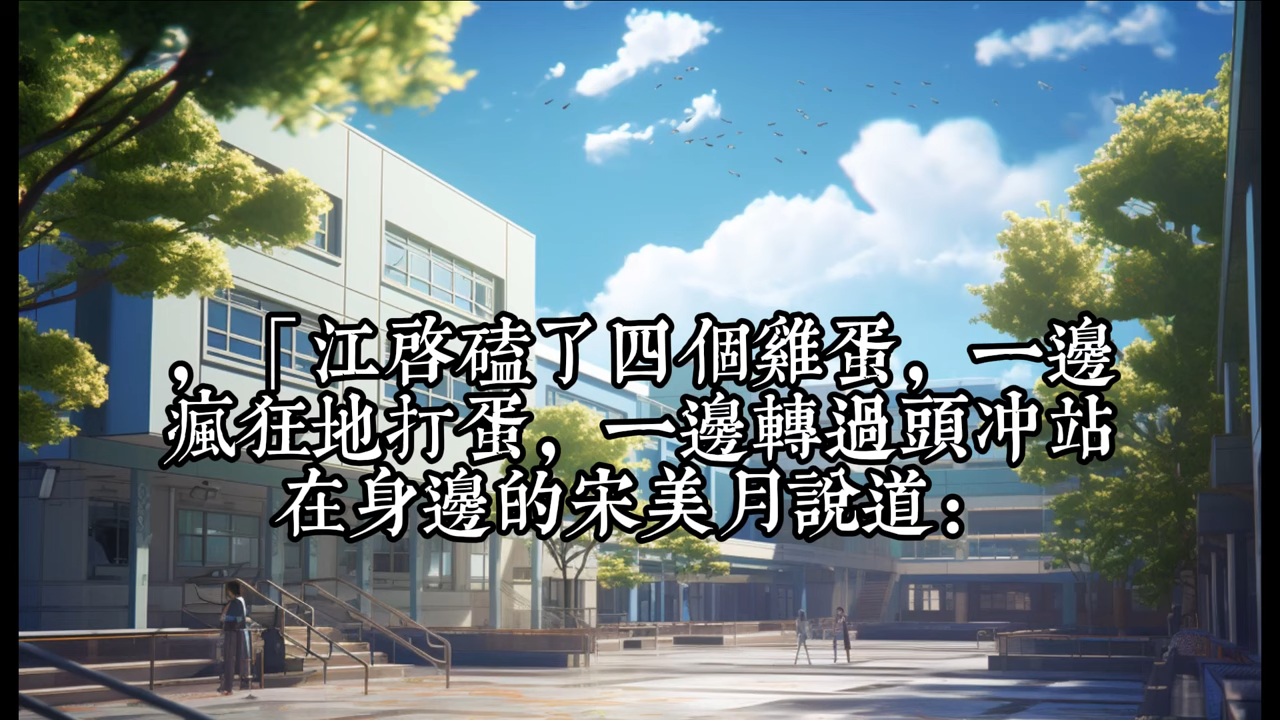 ，「江啓磕了四個雞蛋，一邊
瘋狂地打蛋，一邊轉過頭冲站
在身邊的宋美月說道：